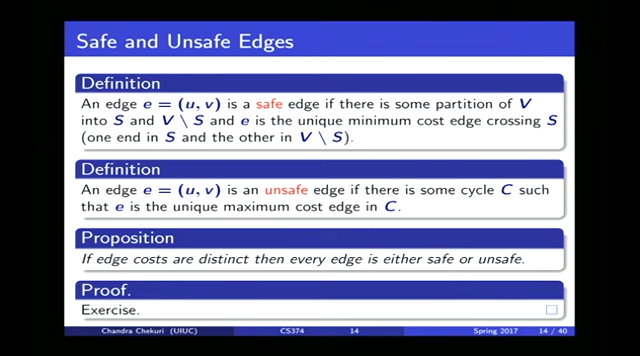 Safe and Unsafe Edges
Definition
An edge e = (u, v) is a safe edge if there is some partition of V
into S and V \ S and e is the unique minimum cost edge crossing S
(one end in S and the other in V \ S).
Definition
An edge e = (u, v) is an unsafe edge if there is some cycle C such
that e is the unique maximum cost edge in C.
Proposition
If edge costs are distinct then every edge is either safe or unsafe.
Proof.
Exercise.
Chandra Chekuri (UIUC) CS374 14 Spring 2017 14 / 40